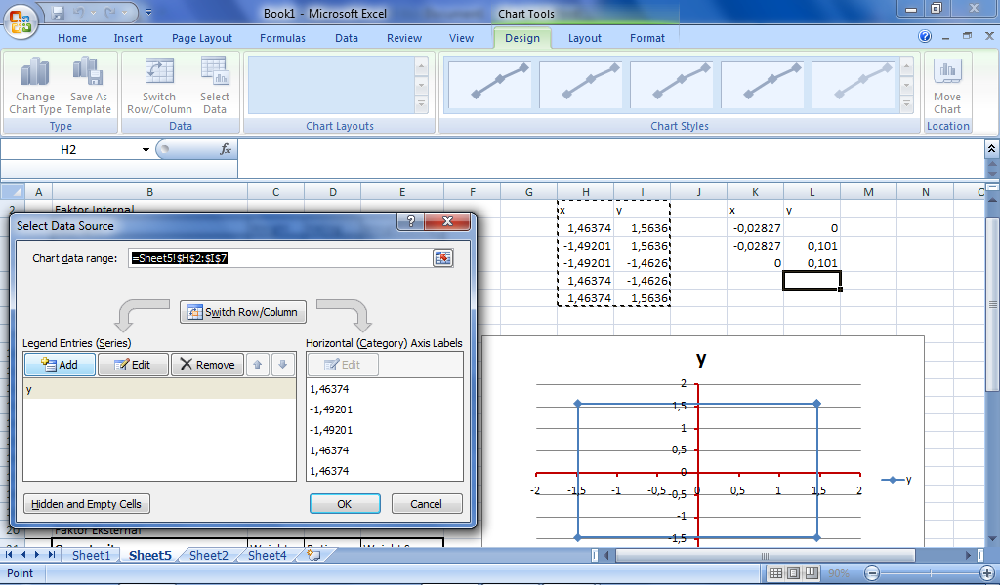 Book1 - Microsoft Excel Chart Tools
Home Insert Page Layout Formulas Data Review View Design Layout Format
Change Chart Type
Save As Template
Switch Row/Column
Select Data
Move Chart
Type Data Chart Layouts Chart Styles Location
H2 fx
A B C D E F G H I J K L M N
2 Faktor Internal x y x y
1,46374 1,5636 -0,02827 0
-1,49201 1,5636 -0,02827 0,101
-1,49201 -1,4626 0 0,101
1,46374 -1,4626
1,46374 1,5636
Select Data Source ?
Chart data range: =Sheet5!$H$2:$I$7
Switch Row/Column
Legend Entries (Series) Horizontal (Category) Axis Labels
Add Edit Remove Edit
y
1,46374
-1,49201
-1,49201
1,46374
1,46374
Hidden and Empty Cells OK Cancel
y
2
1,5
1
0,5
0
-2 -1,5 -1 -0,5 0 0,5 1 1,5 2
-0,5
-1
-1,5
y
20 Faktor Eksternal
Sheet1 Sheet5 Sheet2 Sheet4
Point 90%